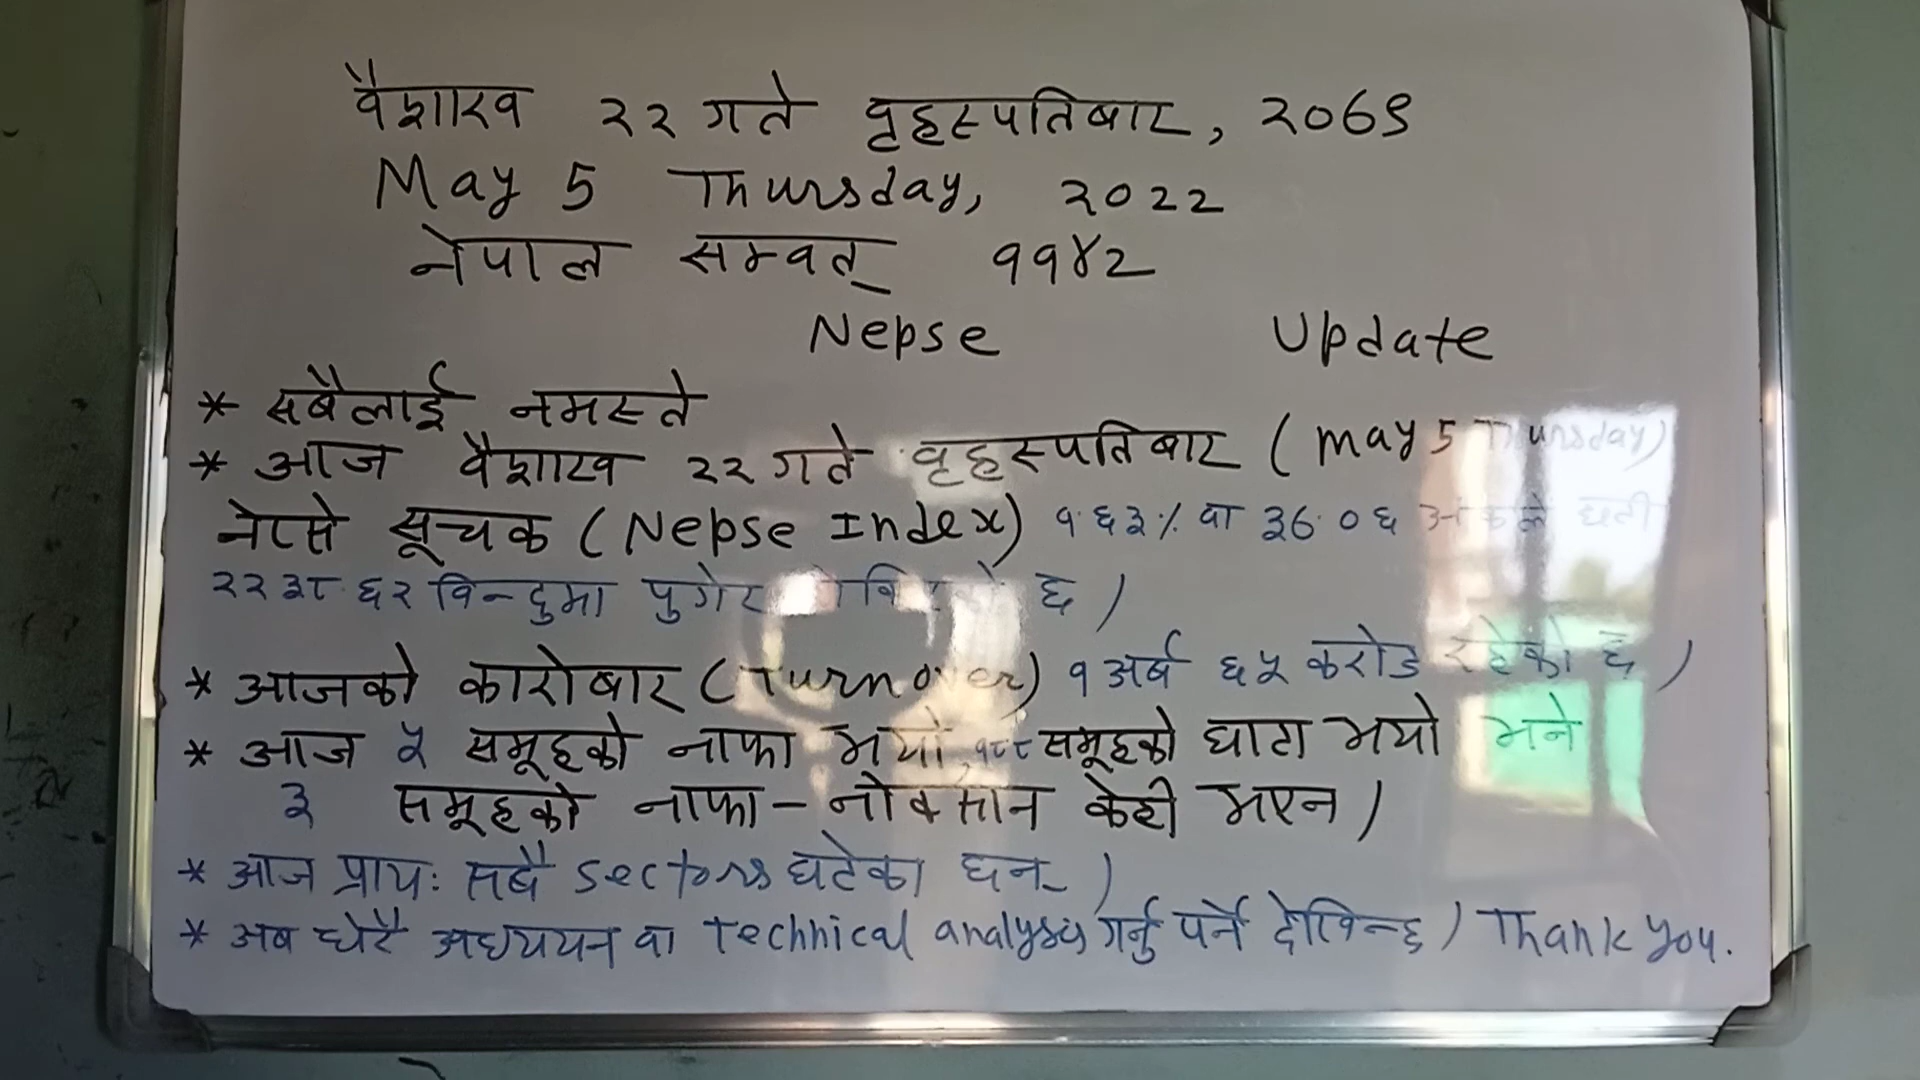 वैशाख २२ गते वृहस्पतिबार, २०७९
May 5 Thursday, 2022
नेपाल सम्वत् ११४२
Nepse Update
* सबैलाई नमस्ते
* आज वैशाख २२ गते वृहस्पतिबार (May 5 Thursday)
नेप्से सूचक (Nepse Index) १.६३% वा ३७.०६ अंकले घटी
२२३८.६२ विन्दुमा पुगेर छ।
* आजको कारोबार (Turnover) १ अर्ब ६५ करोड रहेको छ।
* आज ५ समूहको नाफा भयो, १८८ समूहको घाटा भयो भने
३ समूहको नाफा-नोक्सान केही भएन।
* आज प्रायः सबै sectors घटेका छन्।
* अब धेरै अध्ययन वा Technical analysis गर्नु पर्ने देखिन्छ। Thank you.